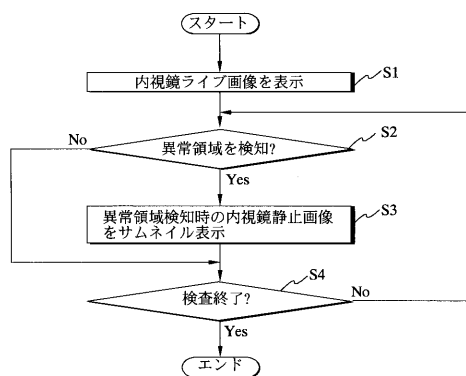 スタート
内視鏡ライブ画像を表示
S1
異常領域を検知?
S2
No
Yes
異常領域検知時の内視鏡静止画像
をサムネイル表示
S3
検査終了?
S4
No
Yes
エンド